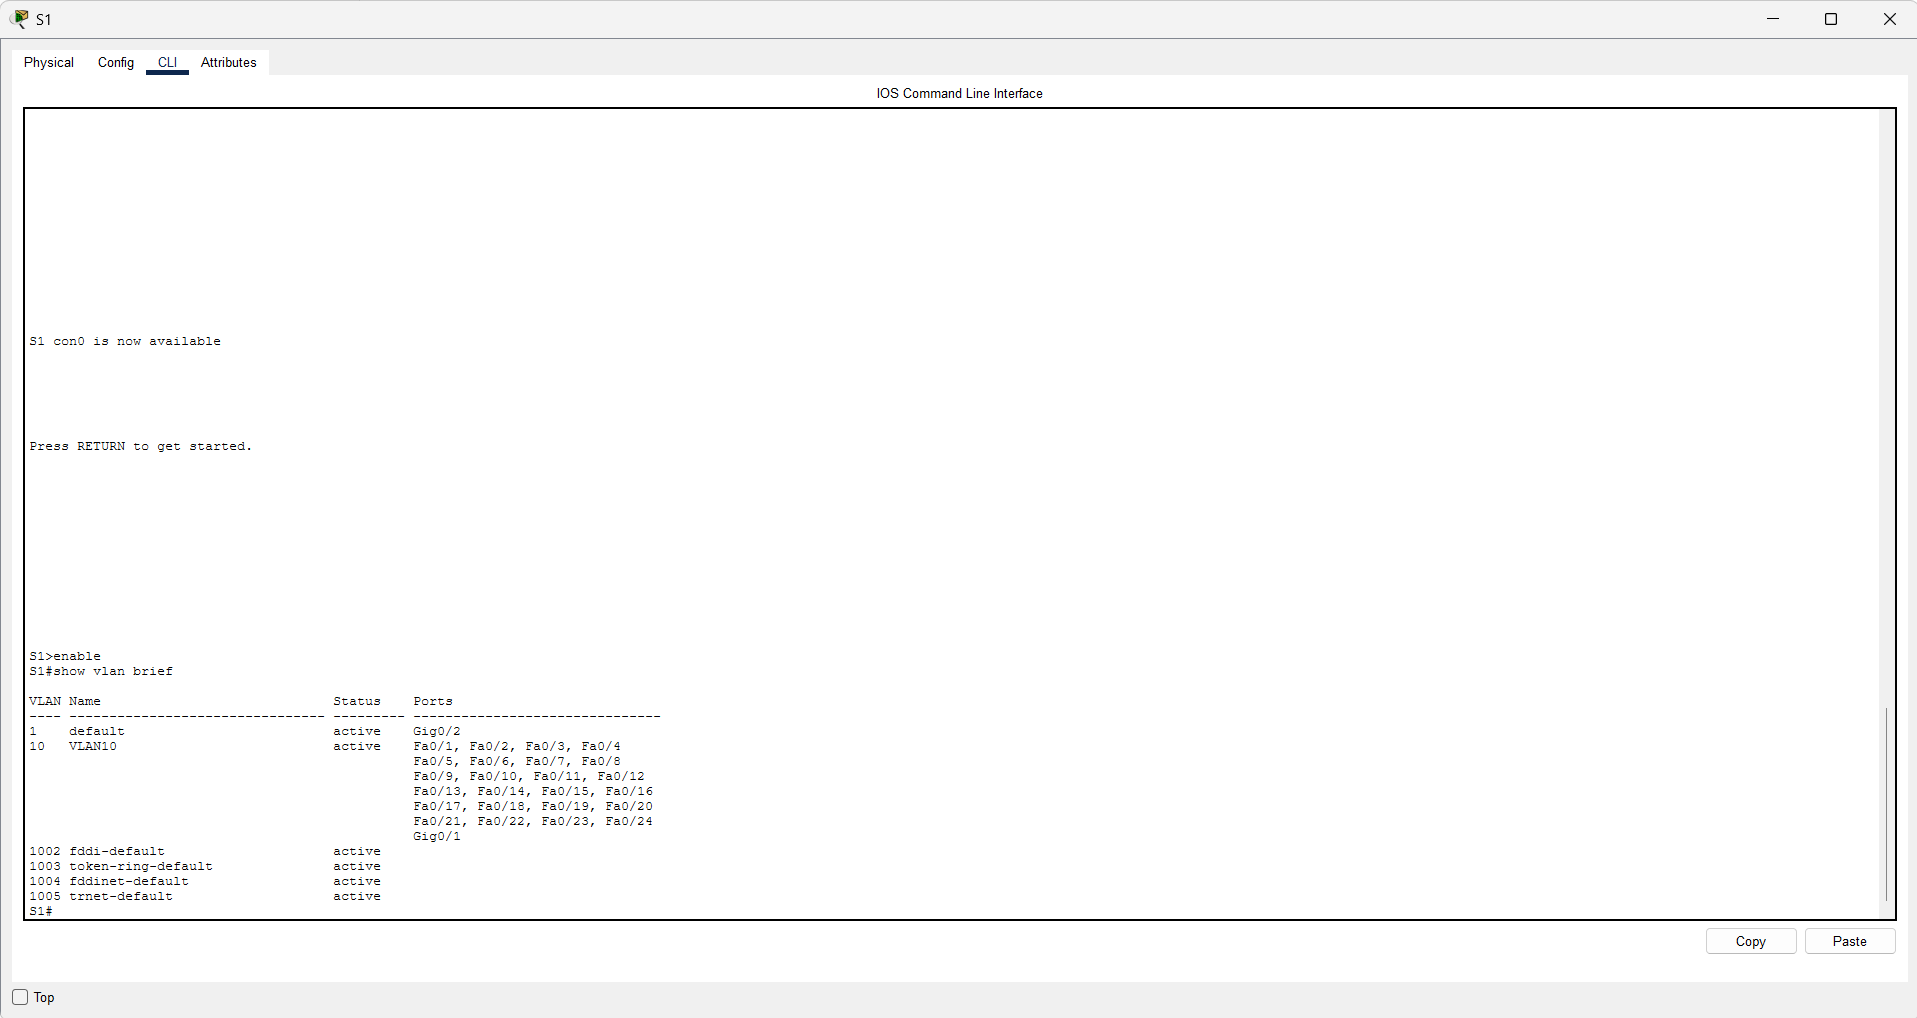 S1
Physical Config CLI Attributes
IOS Command Line Interface
S1 con0 is now available
Press RETURN to get started.
S1>enable
S1#show vlan brief
VLAN Name                             Status    Ports
---- -------------------------------- --------- -------------------------------
1    default                          active    Gig0/2
10   VLAN10                           active    Fa0/1, Fa0/2, Fa0/3, Fa0/4
                                                Fa0/5, Fa0/6, Fa0/7, Fa0/8
                                                Fa0/9, Fa0/10, Fa0/11, Fa0/12
                                                Fa0/13, Fa0/14, Fa0/15, Fa0/16
                                                Fa0/17, Fa0/18, Fa0/19, Fa0/20
                                                Fa0/21, Fa0/22, Fa0/23, Fa0/24
                                                Gig0/1
1002 fddi-default                     active
1003 token-ring-default               active
1004 fddinet-default                  active
1005 trnet-default                    active
S1#
Copy Paste
Top